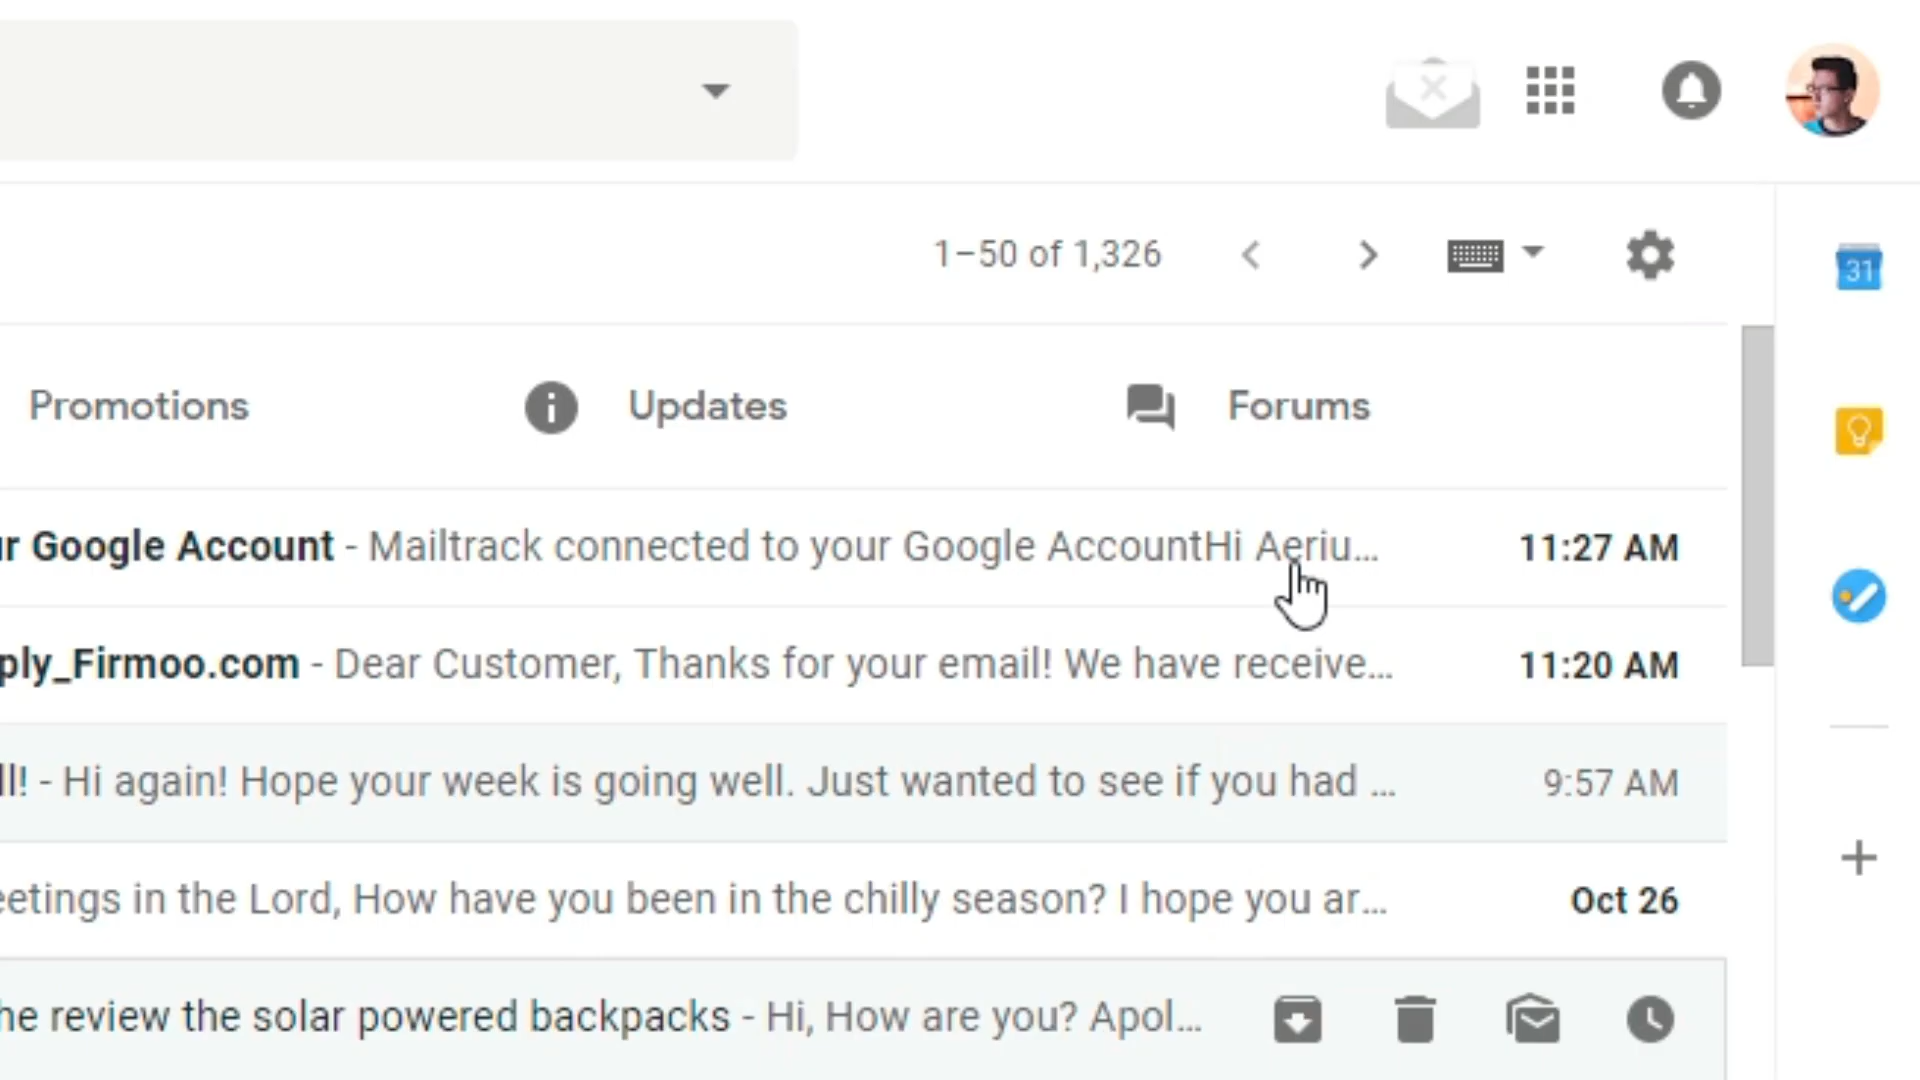 1–50 of 1,326
31
Promotions Updates Forums
r Google Account - Mailtrack connected to your Google AccountHi Aeriu... 11:27 AM
ply_Firmoo.com - Dear Customer, Thanks for your email! We have receive... 11:20 AM
ll! - Hi again! Hope your week is going well. Just wanted to see if you had ... 9:57 AM
eetings in the Lord, How have you been in the chilly season? I hope you ar... Oct 26
he review the solar powered backpacks - Hi, How are you? Apol...